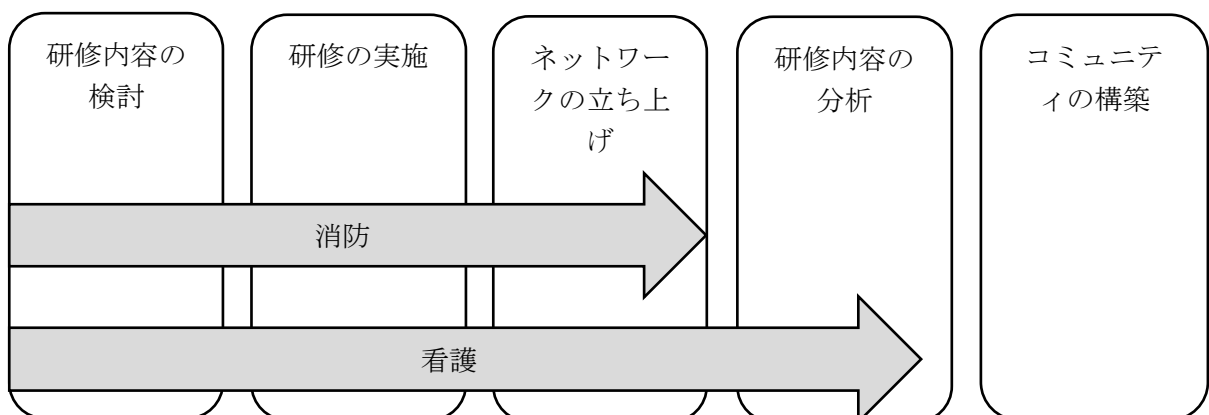 研修内容の
検討
研修の実施
ネットワー
クの立ち上
げ
研修内容の
分析
コミュニテ
ィの構築
消防
看護